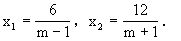 x₁ = 6/(m − 1), x₂ = 12/(m + 1).